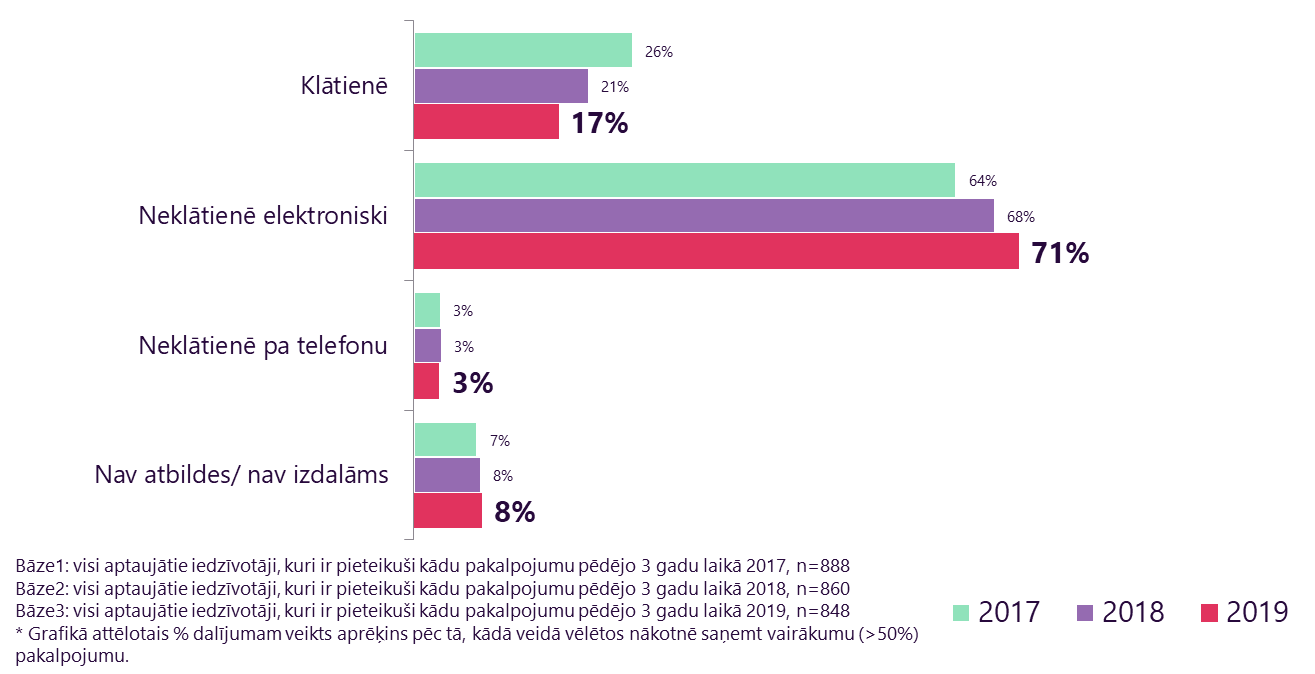 26%
Klātienē
21%
17%
64%
Neklātienē elektroniski
68%
71%
3%
Neklātienē pa telefonu
3%
3%
7%
Nav atbildes/ nav izdalāms
8%
8%
Bāze1: visi aptaujātie iedzīvotāji, kuri ir pieteikuši kādu pakalpojumu pēdējo 3 gadu laikā 2017, n=888
Bāze2: visi aptaujātie iedzīvotāji, kuri ir pieteikuši kādu pakalpojumu pēdējo 3 gadu laikā 2018, n=860
Bāze3: visi aptaujātie iedzīvotāji, kuri ir pieteikuši kādu pakalpojumu pēdējo 3 gadu laikā 2019, n=848
* Grafikā attēlotais % dalījumam veikts aprēķins pēc tā, kādā veidā vēlētos nākotnē saņemt vairākumu (>50%)
pakalpojumu.
2017 2018 2019